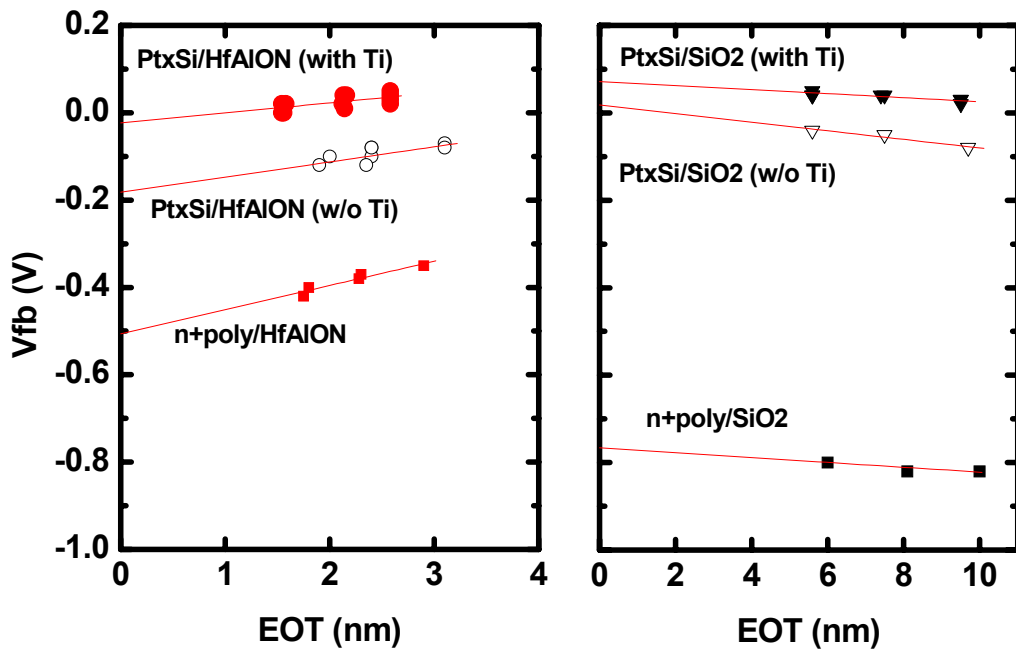 Vfb (V)
0.2
0.0
-0.2
-0.4
-0.6
-0.8
-1.0
PtxSi/HfAlON (with Ti)
PtxSi/HfAlON (w/o Ti)
n+poly/HfAlON
0 1 2 3 4
EOT (nm)
PtxSi/SiO2 (with Ti)
PtxSi/SiO2 (w/o Ti)
n+poly/SiO2
0 2 4 6 8 10
EOT (nm)